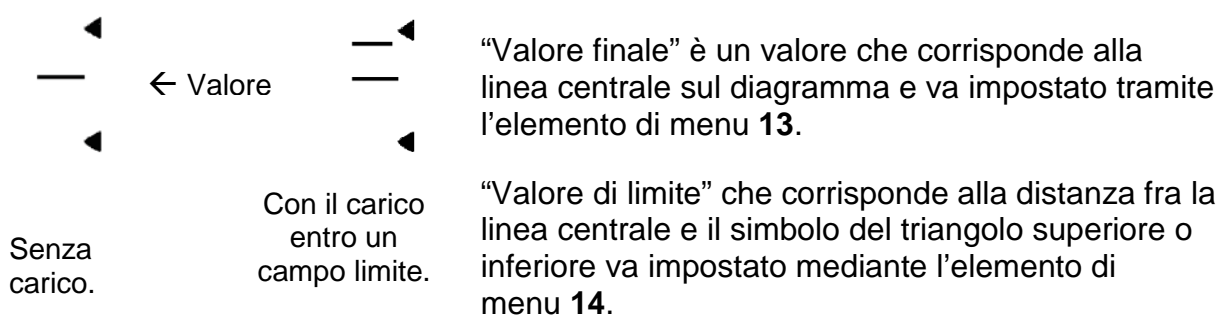 ← Valore
Senza
carico.
Con il carico
entro un
campo limite.
“Valore finale” è un valore che corrisponde alla
linea centrale sul diagramma e va impostato tramite
l’elemento di menu 13.
“Valore di limite” che corrisponde alla distanza fra la
linea centrale e il simbolo del triangolo superiore o
inferiore va impostato mediante l’elemento di
menu 14.